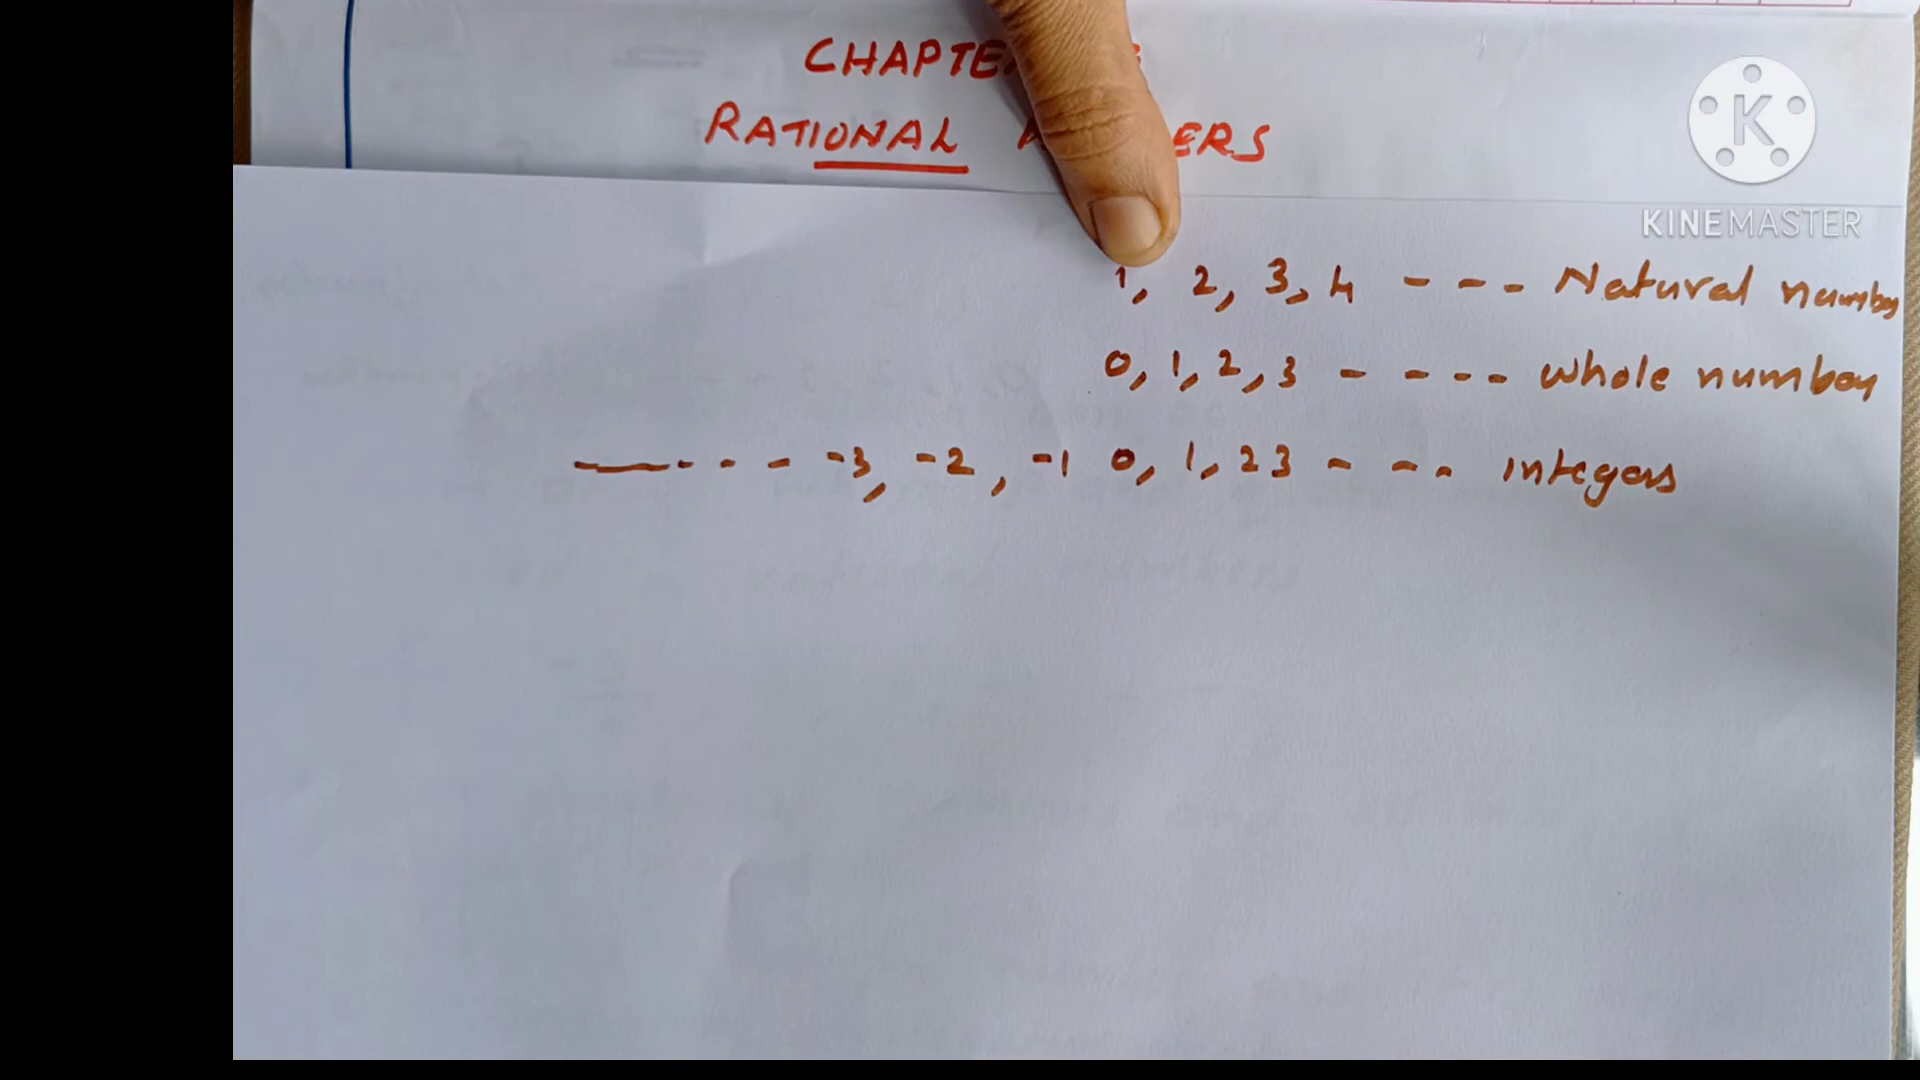 CHAPTE
RATIONAL ERS
K
KINEMASTER
1, 2, 3, 4 - - - Natural numbers
0, 1, 2, 3 - - - - whole numbers
- - - - -3, -2, -1 0, 1, 2 3 - - - integers